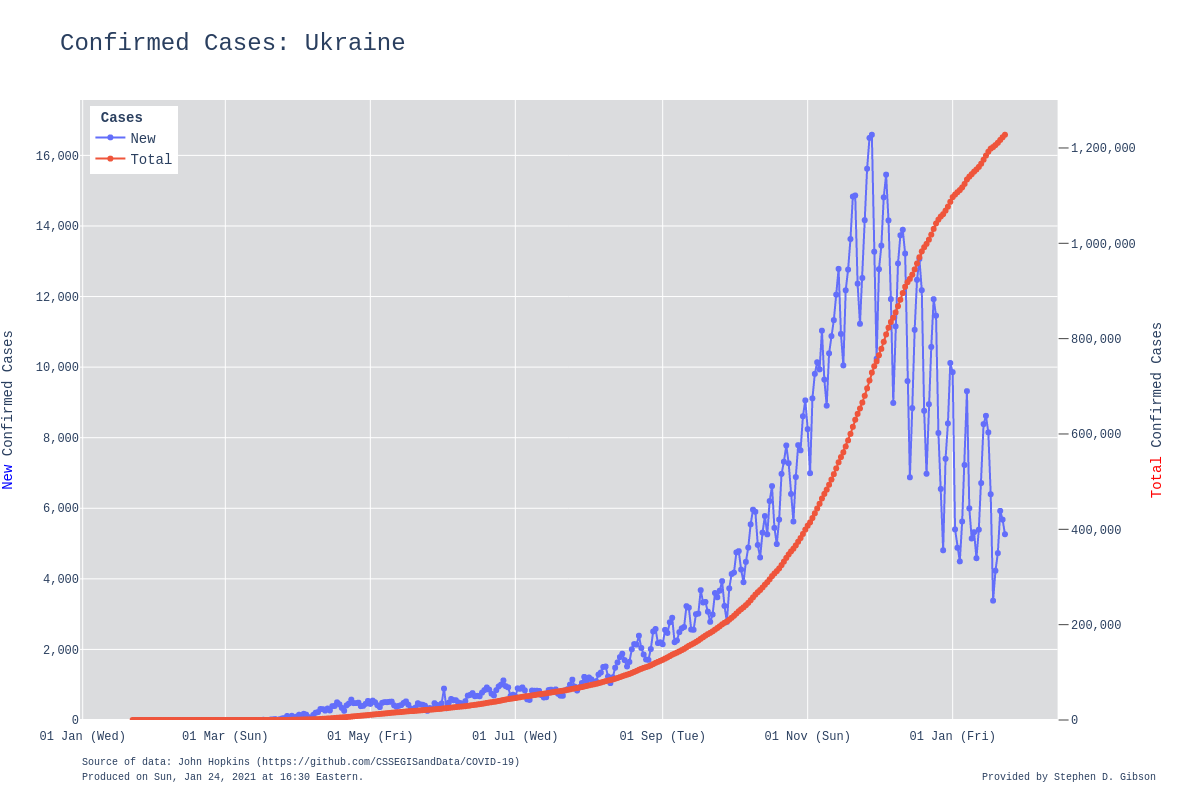 Confirmed Cases: Ukraine
Cases
New
Total
16,000
14,000
12,000
10,000
8,000
6,000
4,000
2,000
0
New Confirmed Cases
1,200,000
1,000,000
800,000
600,000
400,000
200,000
0
Total Confirmed Cases
01 Jan (Wed) 01 Mar (Sun) 01 May (Fri) 01 Jul (Wed) 01 Sep (Tue) 01 Nov (Sun) 01 Jan (Fri)
Source of data: John Hopkins (https://github.com/CSSEGISandData/COVID-19)
Produced on Sun, Jan 24, 2021 at 16:30 Eastern.
Provided by Stephen D. Gibson